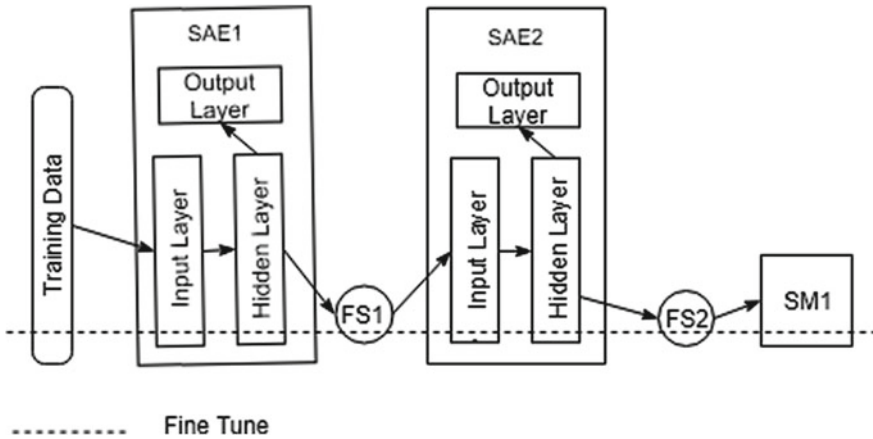 SAE1
Output
Layer
Training Data
Input Layer
Hidden Layer
FS1
SAE2
Output
Layer
Input Layer
Hidden Layer
FS2
SM1
Fine Tune